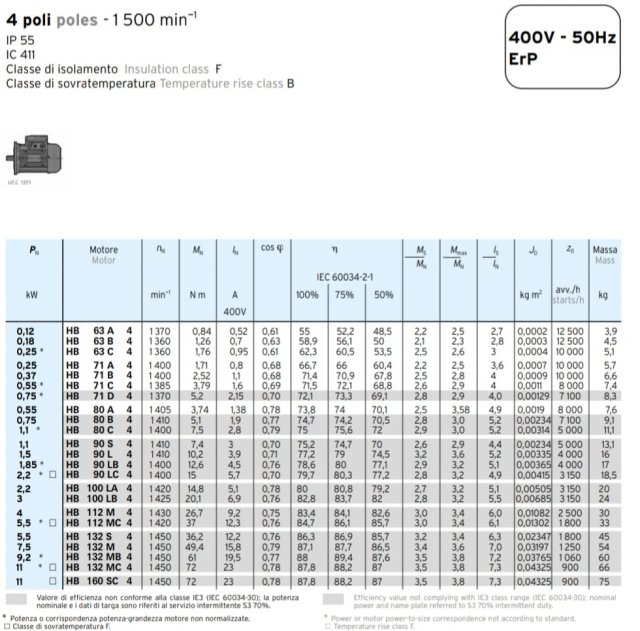 4 poli poles - 1 500 min⁻¹
IP 55
IC 411
Classe di isolamento Insulation class F
Classe di sovratemperatura Temperature rise class B
400V - 50Hz
ErP
UT C 1371
P_N Motore n_N M_N I_N cos φ η M_S/M_N M_max/M_N I_S/I_N J_0 z_0 Massa
Motor Mass
IEC 60034-2-1
kW min⁻¹ N m A 100% 75% 50% kg m² avv./h kg
400V starts/h
0,12 HB 63 A 4 1 370 0,84 0,52 0,61 55 52,2 48,5 2,2 2,5 2,7 0,0002 12 500 3,9
0,18 HB 63 B 4 1 360 1,26 0,7 0,63 58,9 56,1 50 2,1 2,3 2,8 0,0003 12 500 4,5
0,25 * HB 63 C 4 1 360 1,76 0,95 0,61 62,3 60,5 53,5 2,5 2,6 3 0,0004 10 000 5,1
0,25 HB 71 A 4 1 400 1,71 0,8 0,68 66,7 66 60,4 2,2 2,5 3,6 0,0007 10 000 5,7
0,37 HB 71 B 4 1 400 2,52 1,1 0,68 71,4 70,9 67,8 2,5 2,8 4 0,0009 10 000 6,6
0,55 * HB 71 C 4 1 385 3,79 1,6 0,69 71,5 72,1 68,8 2,6 2,9 4 0,0011 8 000 7,4
0,75 * HB 71 D 4 1 370 5,2 2,15 0,70 72,1 73,3 69,1 2,8 2,9 4,0 0,00129 7 100 8,3
0,55 HB 80 A 4 1 405 3,74 1,38 0,78 73,8 74 70,1 2,5 3,58 4,9 0,0019 8 000 7,6
0,75 HB 80 B 4 1 410 5,1 1,9 0,77 74,7 74,2 70,5 2,8 3,0 5,2 0,00234 7 100 9,1
1,1 * HB 80 C 4 1 400 7,5 2,8 0,79 75 75,6 72 2,9 3,0 5,2 0,00314 5 000 11,1
1,1 HB 90 S 4 1 410 7,4 3 0,70 75,2 74,7 70 2,6 2,9 4,4 0,00234 5 000 13,1
1,5 HB 90 L 4 1 410 10,2 3,9 0,71 77,2 79 74,5 3,2 3,6 5,2 0,00335 4 000 16
1,85 * HB 90 LB 4 1 400 12,6 4,5 0,76 78,6 80 77,1 2,9 3,2 5,1 0,00365 4 000 17
2,2 * □ HB 90 LC 4 1 400 15 5,7 0,70 79,7 80,3 77,2 2,8 3,2 4,9 0,00415 3 150 18,5
2,2 HB 100 LA 4 1 420 14,8 5,1 0,78 80 80,8 79,2 2,7 3,2 5,1 0,00505 3 150 20
3 HB 100 LB 4 1 425 20,1 6,9 0,76 82,8 83,7 82 2,8 3,2 5,5 0,00685 3 150 24
4 HB 112 M 4 1 430 26,7 9,2 0,75 83,4 84,1 82,6 3,0 3,4 6,0 0,01082 2 500 30
5,5 * □ HB 112 MC 4 1 420 37 12,3 0,76 84,7 86,1 85,7 3,0 3,4 6,1 0,01302 1 800 33
5,5 HB 132 S 4 1 450 36,2 12,2 0,76 86,3 86,9 85,7 3,2 3,4 6,3 0,02347 1 800 45
7,5 HB 132 M 4 1 450 49,4 15,8 0,79 87,1 87,7 86,5 3,4 3,6 7,0 0,03197 1 250 54
9,2 * HB 132 MB 4 1 450 61 19,5 0,77 88 89,4 87,6 3,5 3,8 7,2 0,03765 1 060 60
11 * □ HB 132 MC 4 1 450 72 23 0,78 87,8 88,2 87 3,5 3,8 7,3 0,04325 900 66
11 □ HB 160 SC 4 1 450 72 23 0,78 87,8 88,2 87 3,5 3,8 7,3 0,04325 900 75
Valore di efficienza non conforme alla classe IE3 (IEC 60034-30); la potenza
nominale e i dati di targa sono riferiti al servizio intermittente S3 70%.
* Potenza o corrispondenza potenza-grandezza motore non normalizzate.
□ Classe di sovratemperatura F.
Efficiency value not complying with IE3 class range (IEC 60034-30); nominal
power and name plate referred to S3 70% intermittent duty.
* Power or motor power-to-size correspondence not according to standard.
□ Temperature rise class F.